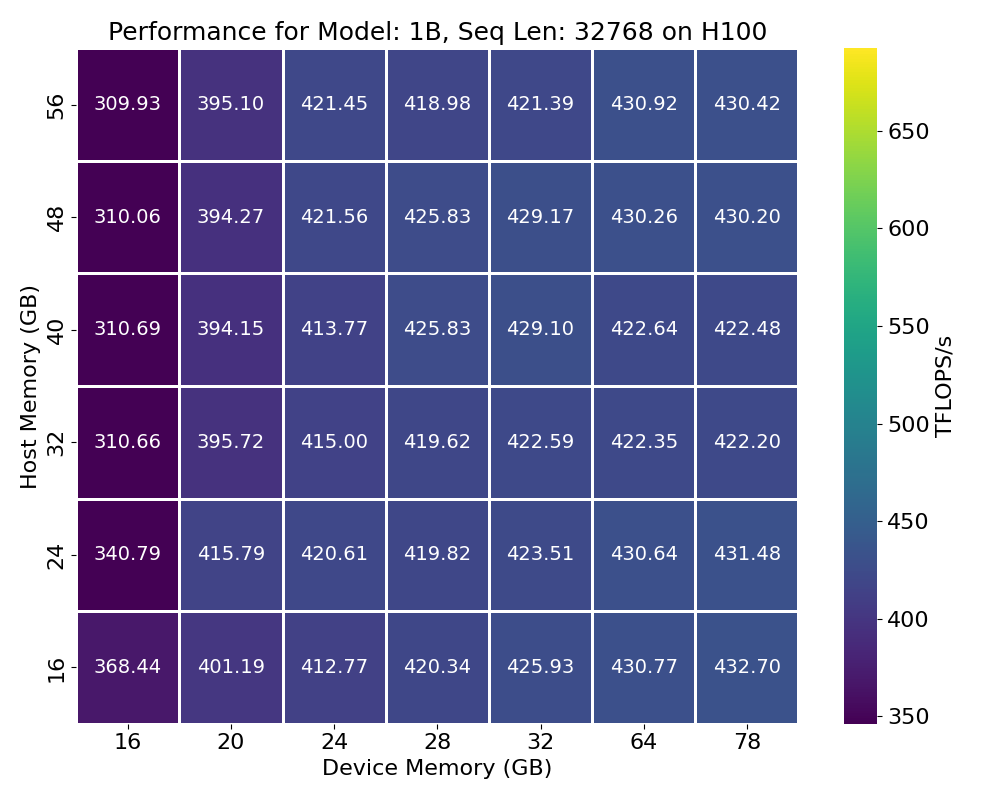 Performance for Model: 1B, Seq Len: 32768 on H100
56 309.93 395.10 421.45 418.98 421.39 430.92 430.42
48 310.06 394.27 421.56 425.83 429.17 430.26 430.20
40 310.69 394.15 413.77 425.83 429.10 422.64 422.48
32 310.66 395.72 415.00 419.62 422.59 422.35 422.20
24 340.79 415.79 420.61 419.82 423.51 430.64 431.48
16 368.44 401.19 412.77 420.34 425.93 430.77 432.70
Host Memory (GB)
16 20 24 28 32 64 78
Device Memory (GB)
650
600
550
500
450
400
350
TFLOPS/s